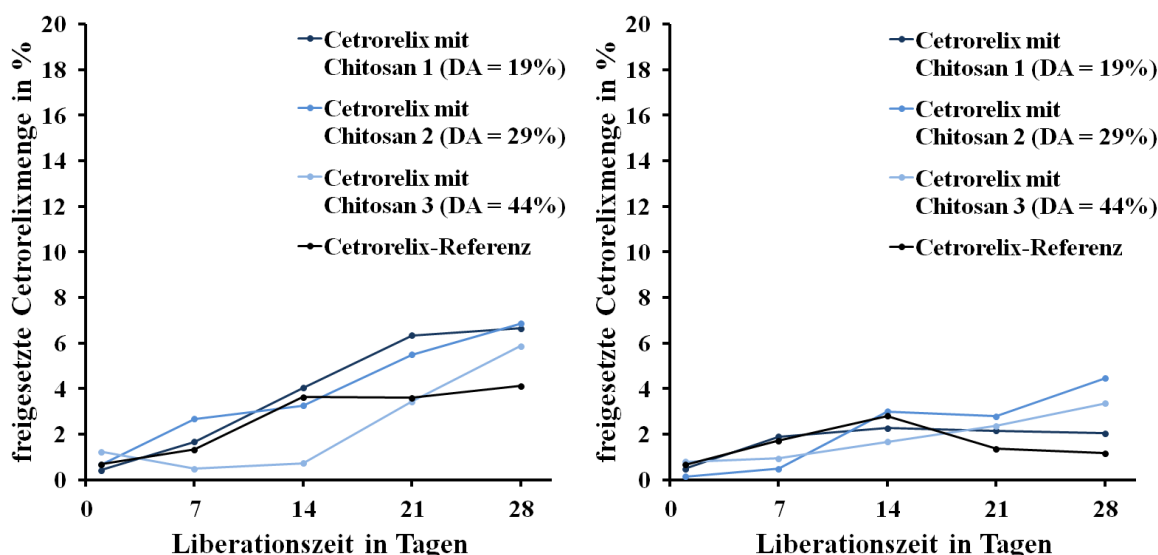 freigesetzte Cetrorelixmenge in %
20
18
16
14
12
10
8
6
4
2
0
Cetrorelix mit
Chitosan 1 (DA = 19%)
Cetrorelix mit
Chitosan 2 (DA = 29%)
Cetrorelix mit
Chitosan 3 (DA = 44%)
Cetrorelix-Referenz
0 7 14 21 28
Liberationszeit in Tagen
freigesetzte Cetrorelixmenge in %
20
18
16
14
12
10
8
6
4
2
0
Cetrorelix mit
Chitosan 1 (DA = 19%)
Cetrorelix mit
Chitosan 2 (DA = 29%)
Cetrorelix mit
Chitosan 3 (DA = 44%)
Cetrorelix-Referenz
0 7 14 21 28
Liberationszeit in Tagen